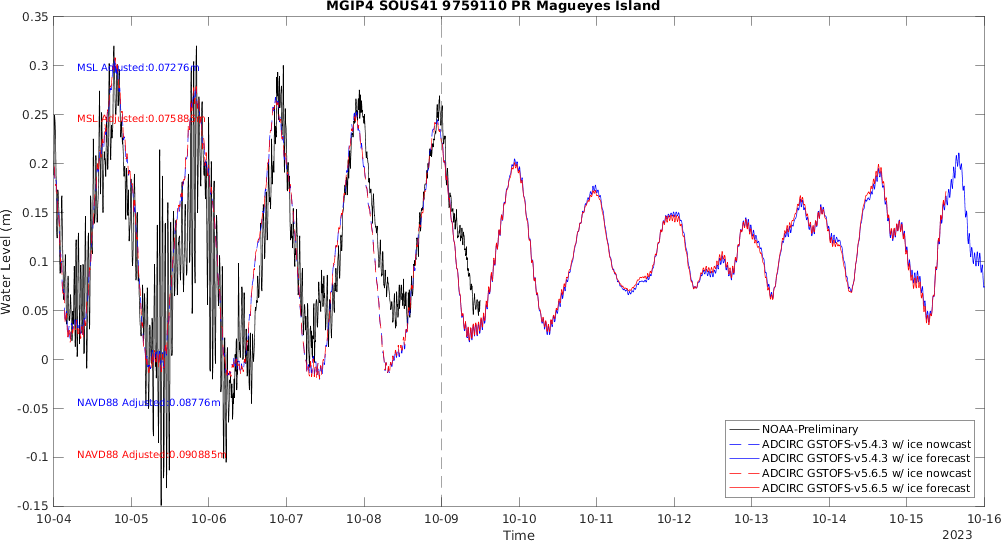 MGIP4 SOUS41 9759110 PR Magueyes Island
0.35
0.3
0.25
0.2
0.15
0.1
0.05
0
-0.05
-0.1
-0.15
Water Level (m)
MSL Adjusted:0.07276m
MSL Adjusted:0.07588
NAVD88 Adjusted:0.08776m
NAVD88 Adjusted:0.090885m
NOAA-Preliminary
ADCIRC GSTOFS-v5.4.3 w/ ice nowcast
ADCIRC GSTOFS-v5.4.3 w/ ice forecast
ADCIRC GSTOFS-v5.6.5 w/ ice nowcast
ADCIRC GSTOFS-v5.6.5 w/ ice forecast
10-04 10-05 10-06 10-07 10-08 10-09 10-10 10-11 10-12 10-13 10-14 10-15 10-16
Time
2023